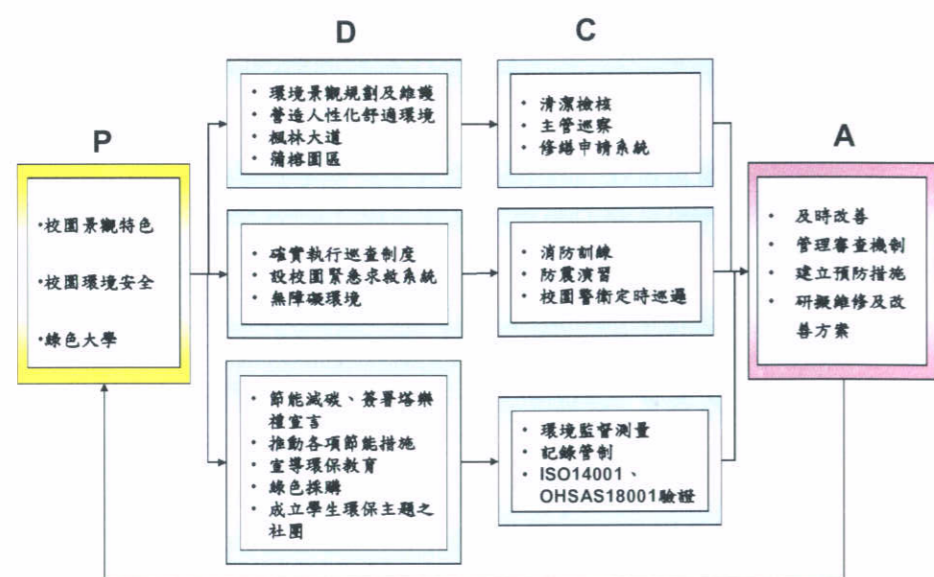 P
•校園景觀特色
•校園環境安全
•綠色大學
D
• 環境景觀規劃及維護
• 營造人性化舒適環境
• 楓林大道
• 蒲榕園區
• 確實執行巡查制度
• 設校園緊急求救系統
• 無障礙環境
• 節能減碳、簽署塔樂
禮宣言
• 推動各項節能措施
• 宣導環保教育
• 綠色採購
• 成立學生環保主題之
社團
C
• 清潔檢核
• 主管巡察
• 修繕申請系統
• 消防訓練
• 防震演習
• 校園警衛定時巡邏
• 環境監督測量
• 記錄管制
• ISO14001、
OHSAS18001驗證
A
• 及時改善
• 管理審查機制
• 建立預防措施
• 研擬維修及改
善方案